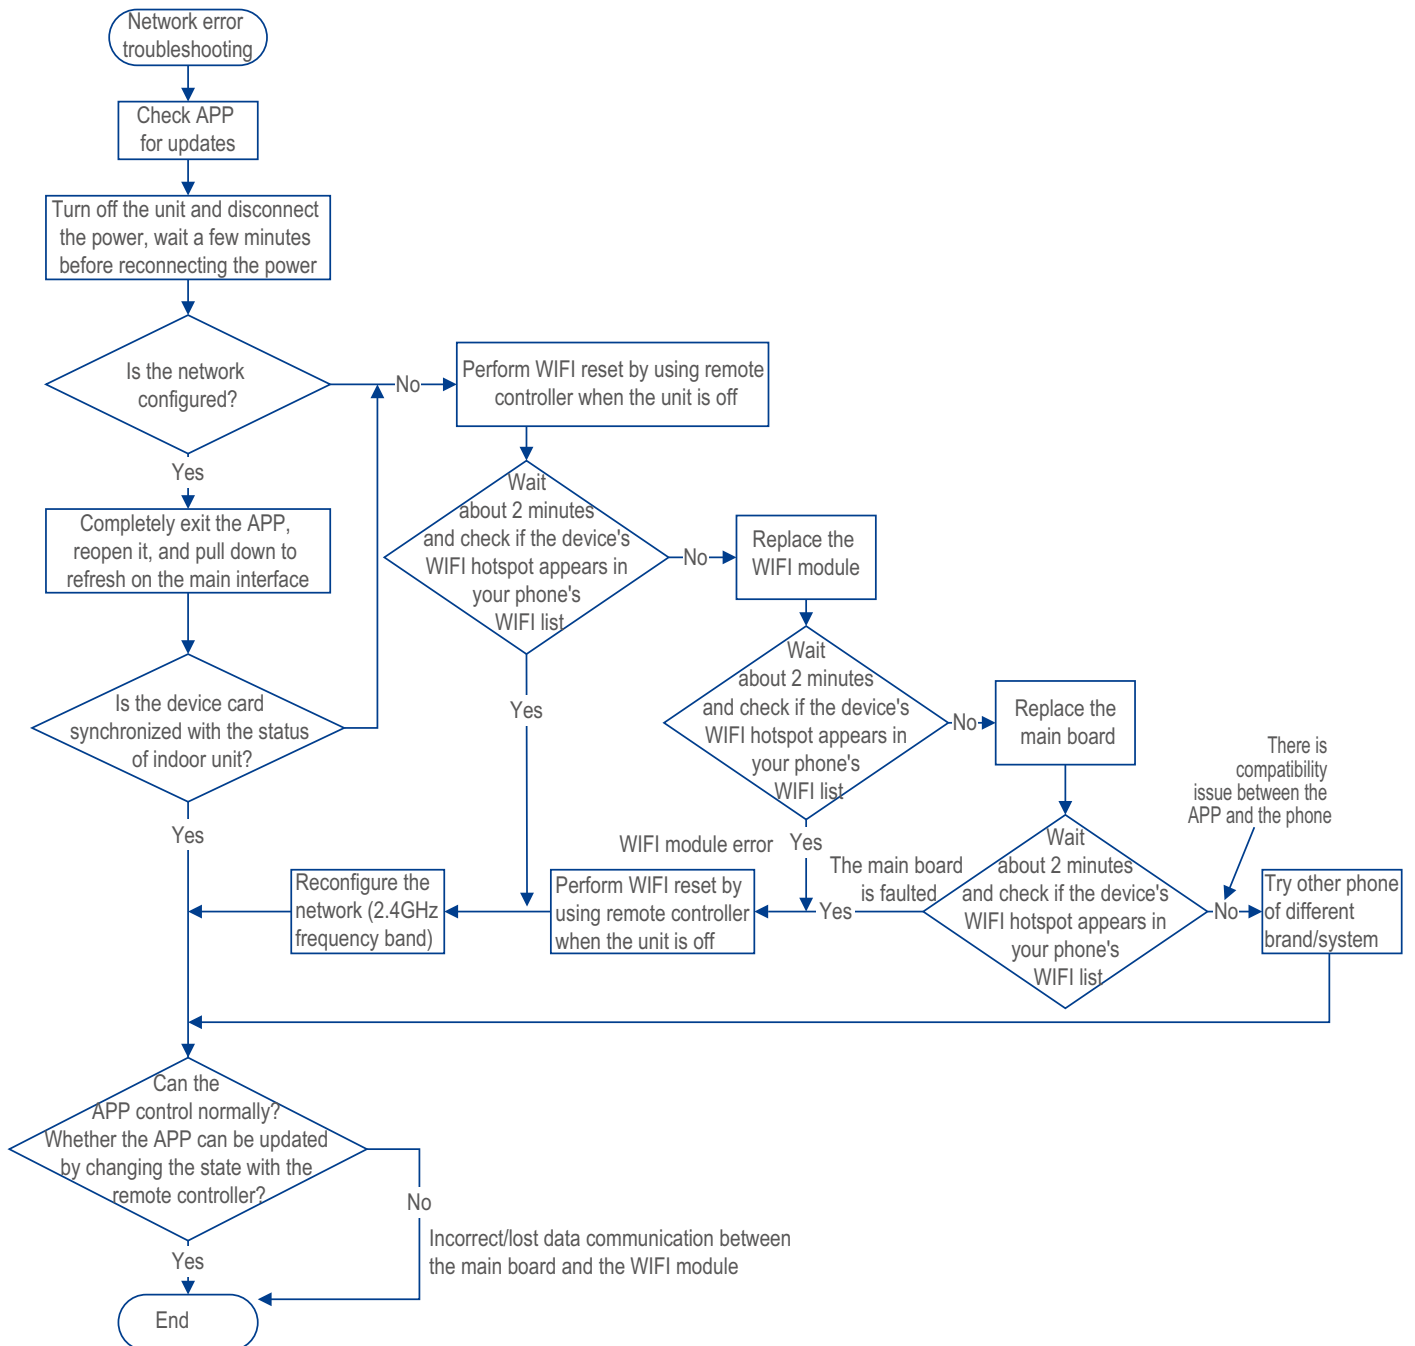 Network error
troubleshooting
Check APP
for updates
Turn off the unit and disconnect
the power, wait a few minutes
before reconnecting the power
Is the network
configured?
No
Perform WIFI reset by using remote
controller when the unit is off
Yes
Completely exit the APP,
reopen it, and pull down to
refresh on the main interface
Wait
about 2 minutes
and check if the device's
WIFI hotspot appears in
your phone's
WIFI list
No
Replace the
WIFI module
Is the device card
synchronized with the status
of indoor unit?
Yes
Wait
about 2 minutes
and check if the device's
WIFI hotspot appears in
your phone's
WIFI list
No
Replace the
main board
There is
compatibility
issue between the
APP and the phone
Yes
WIFI module error
Yes
Wait
about 2 minutes
and check if the device's
WIFI hotspot appears in
your phone's
WIFI list
The main board
is faulted
Reconfigure the
network (2.4GHz
frequency band)
Perform WIFI reset by
using remote controller
when the unit is off
Yes
No
Try other phone
of different
brand/system
Can the
APP control normally?
Whether the APP can be updated
by changing the state with the
remote controller?
No
Incorrect/lost data communication between
the main board and the WIFI module
Yes
End